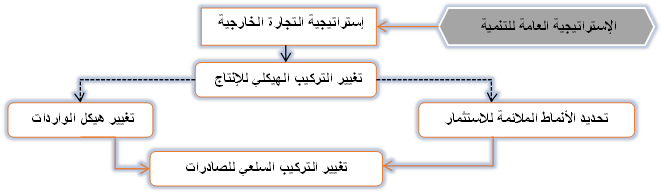 الإستراتيجية العامة للتنمية
إستراتيجية التجارة الخارجية
تغيير التركيب الهيكلي للإنتاج
تحديد الأنماط الملائمة للاستثمار
تغيير هيكل الواردات
تغيير التركيب السلعي للصادرات